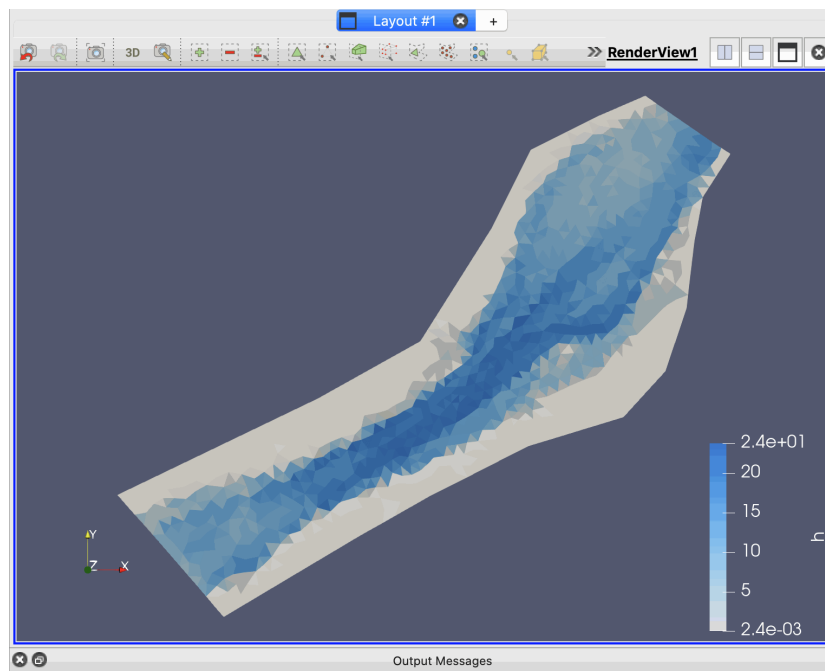 Layout #1 +
3D RenderView1
2.4e+01
20
15
10
5
2.4e-03
h
Y
Z X
Output Messages